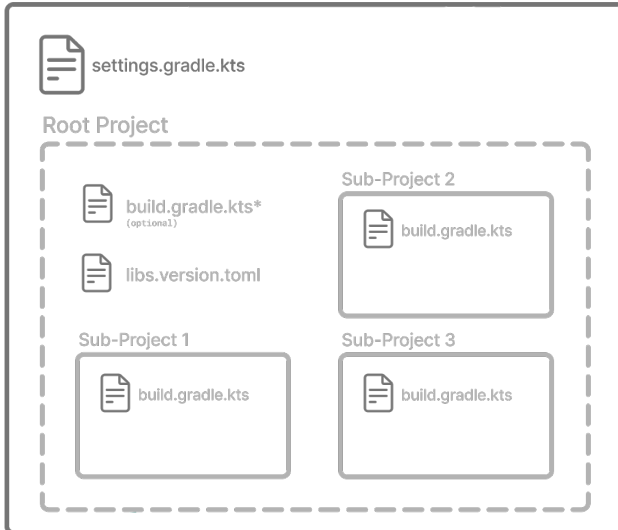 settings.gradle.kts
Root Project
build.gradle.kts*
(optional)
libs.version.toml
Sub-Project 2
build.gradle.kts
Sub-Project 1
build.gradle.kts
Sub-Project 3
build.gradle.kts